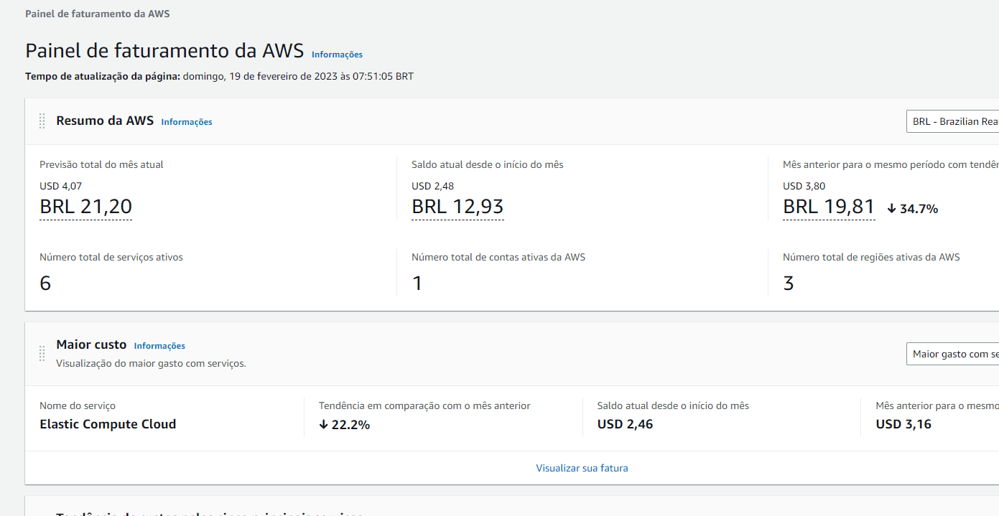 Painel de faturamento da AWS
Painel de faturamento da AWS Informações
Tempo de atualização da página: domingo, 19 de fevereiro de 2023 às 07:51:05 BRT
Resumo da AWS Informações
BRL - Brazilian Real
Previsão total do mês atual
USD 4,07
BRL 21,20
Saldo atual desde o início do mês
USD 2,48
BRL 12,93
Mês anterior para o mesmo período com
USD 3,80
BRL 19,81 ↓ 34.7%
Número total de serviços ativos
6
Número total de contas ativas da AWS
1
Número total de regiões ativas da AWS
3
Maior custo Informações
Visualização do maior gasto com serviços.
Maior gasto com
Nome do serviço
Elastic Compute Cloud
Tendência em comparação com o mês anterior
↓ 22.2%
Saldo atual desde o início do mês
USD 2,46
Mês anterior para o mesmo
USD 3,16
Visualizar sua fatura